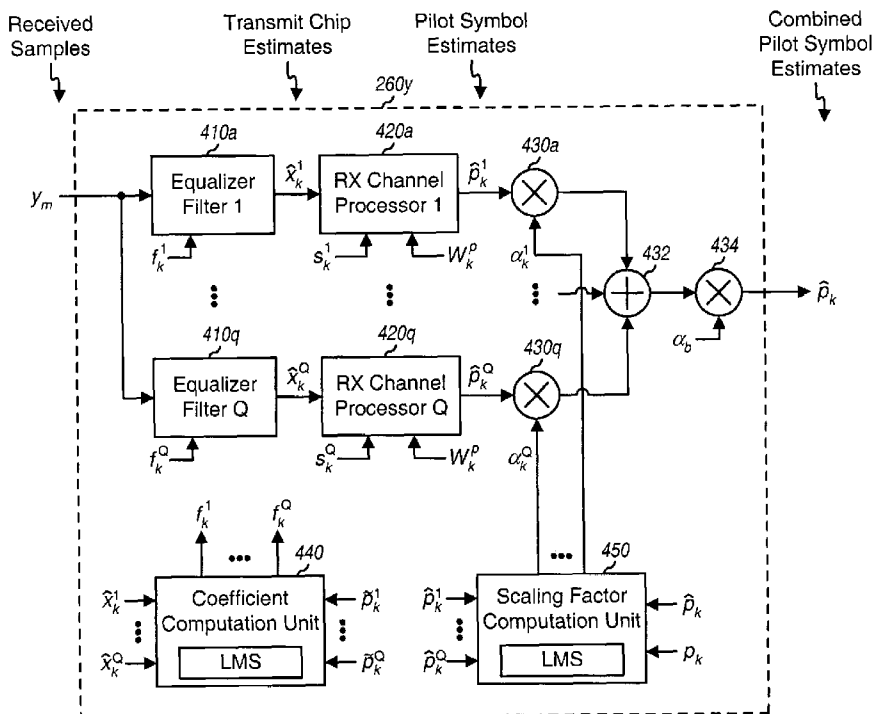 Received Samples
Transmit Chip Estimates
Pilot Symbol Estimates
Combined Pilot Symbol Estimates
260y
410a
420a
430a
y_m
Equalizer Filter 1
x̂_k^1
RX Channel Processor 1
p̂_k^1
f_k^1
s_k^1
W_k^p
α_k^1
432
434
p̂_k
α_b
410q
420q
430q
Equalizer Filter Q
x̂_k^Q
RX Channel Processor Q
p̂_k^Q
f_k^Q
s_k^Q
W_k^p
α_k^Q
f_k^1
f_k^Q
440
450
x̂_k^1
x̂_k^Q
Coefficient Computation Unit
LMS
p̃_k^1
p̃_k^Q
p̂_k^1
p̂_k^Q
Scaling Factor Computation Unit
LMS
p̂_k
p_k